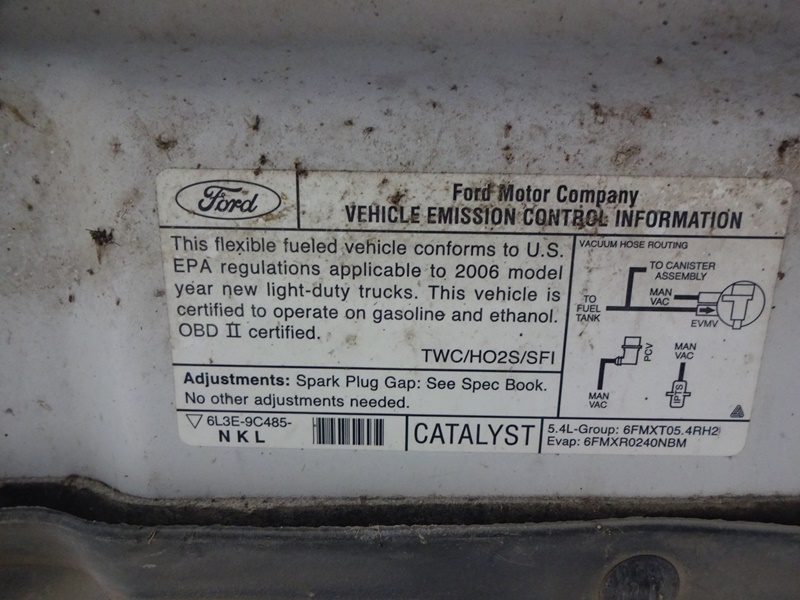 Ford
Ford Motor Company
VEHICLE EMISSION CONTROL INFORMATION
This flexible fueled vehicle conforms to U.S.
EPA regulations applicable to 2006 model
year new light-duty trucks. This vehicle is
certified to operate on gasoline and ethanol.
OBD II certified.
TWC/HO2S/SFI
Adjustments: Spark Plug Gap: See Spec Book.
No other adjustments needed.
VACUUM HOSE ROUTING
TO CANISTER
ASSEMBLY
MAN
VAC
TO
FUEL
TANK
EVMV
PCV
MAN
VAC
MAN
VAC
IPTS
6L3E-9C485-
NKL
CATALYST
5.4L-Group: 6FMXT05.4RH2
Evap: 6FMXR0240NBM